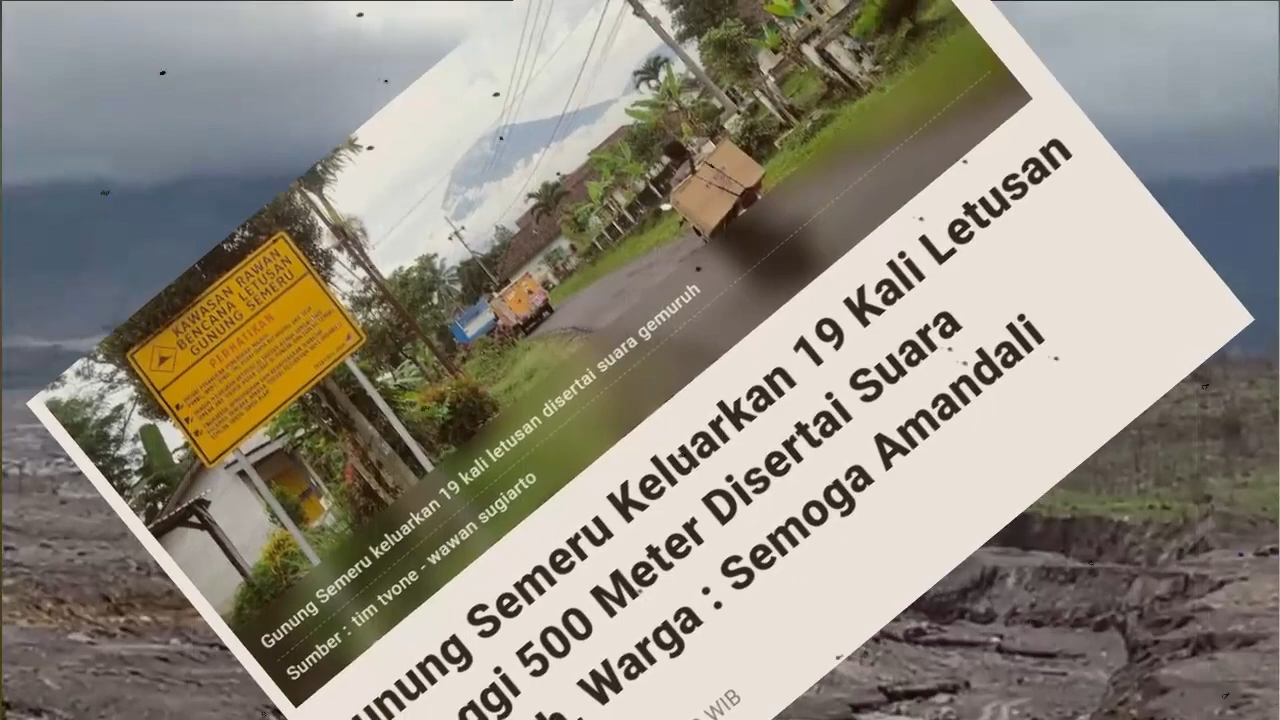 KAWASAN RAWAN
BENCANA LETUSAN
GUNUNG SEMERU
PERHATIKAN
Gunung Semeru keluarkan 19 kali letusan disertai suara gemuruh
Sumber : tim tvone - wawan sugiarto
unung Semeru Keluarkan 19 Kali Letusan
ggi 500 Meter Disertai Suara
h, Warga : Semoga Amandali
WIB